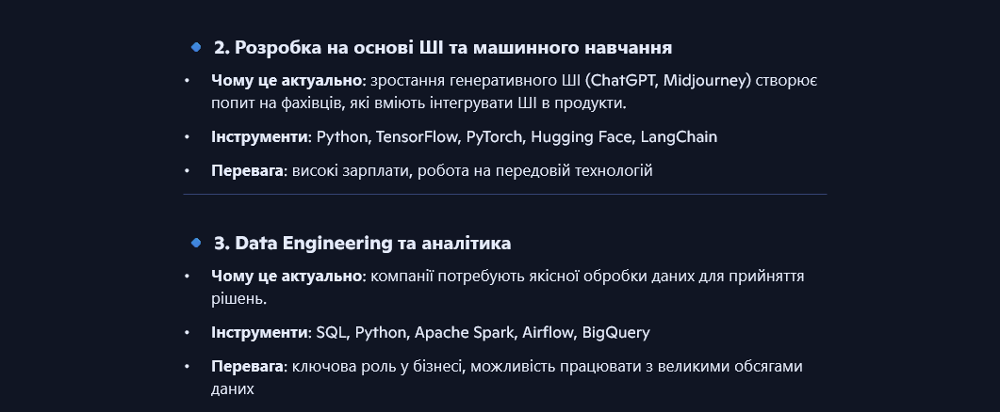 2. Розробка на основі ШІ та машинного навчання
• Чому це актуально: зростання генеративного ШІ (ChatGPT, Midjourney) створює
попит на фахівців, які вміють інтегрувати ШІ в продукти.
• Інструменти: Python, TensorFlow, PyTorch, Hugging Face, LangChain
• Перевага: високі зарплати, робота на передовій технологій
3. Data Engineering та аналітика
• Чому це актуально: компанії потребують якісної обробки даних для прийняття
рішень.
• Інструменти: SQL, Python, Apache Spark, Airflow, BigQuery
• Перевага: ключова роль у бізнесі, можливість працювати з великими обсягами
даних